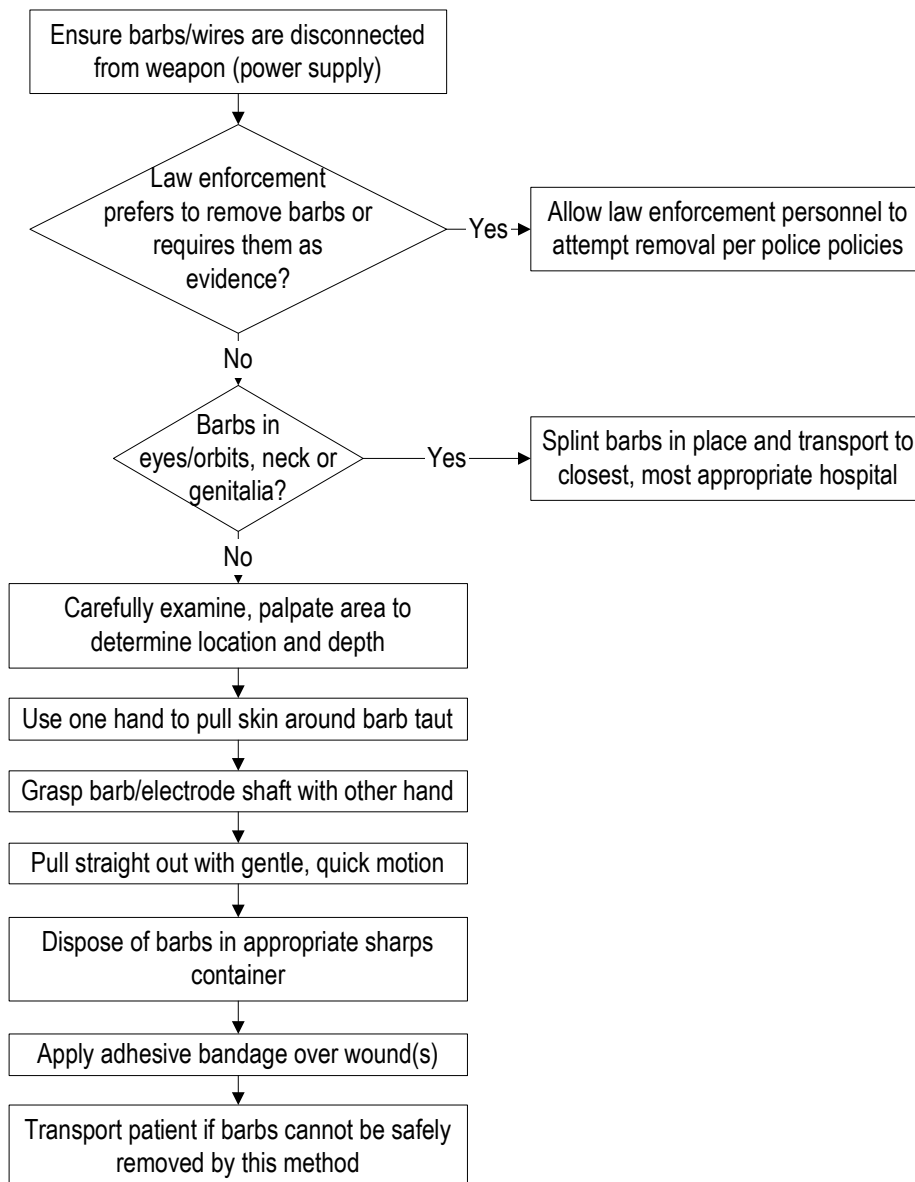 Ensure barbs/wires are disconnected
from weapon (power supply)
Law enforcement
prefers to remove barbs or
requires them as
evidence?
Yes
Allow law enforcement personnel to
attempt removal per police policies
No
Barbs in
eyes/orbits, neck or
genitalia?
Yes
Splint barbs in place and transport to
closest, most appropriate hospital
No
Carefully examine, palpate area to
determine location and depth
Use one hand to pull skin around barb taut
Grasp barb/electrode shaft with other hand
Pull straight out with gentle, quick motion
Dispose of barbs in appropriate sharps
container
Apply adhesive bandage over wound(s)
Transport patient if barbs cannot be safely
removed by this method